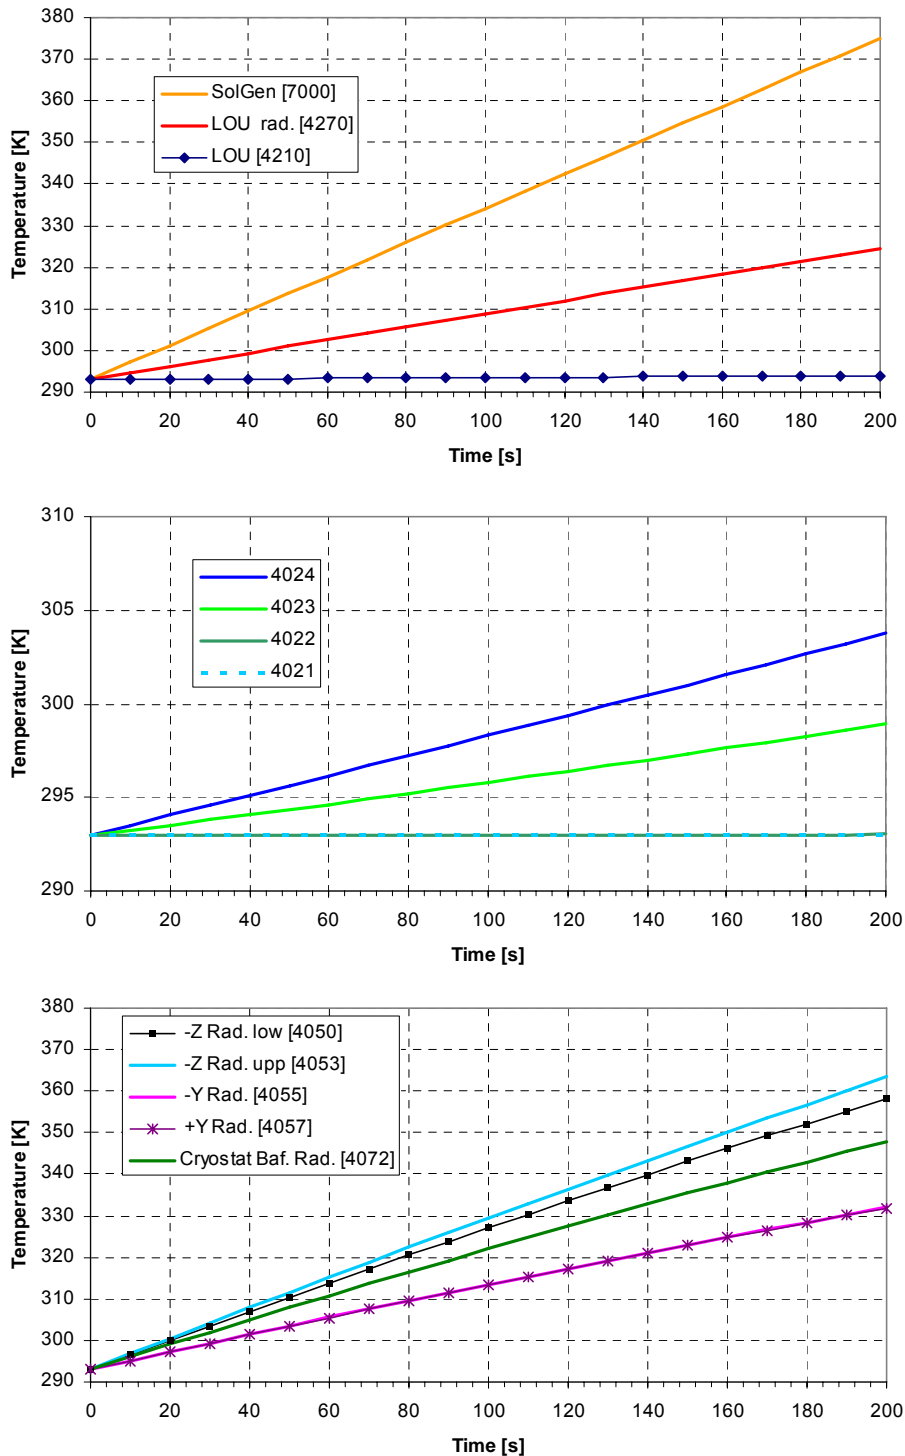 380
370
360
350
340
330
320
310
300
290
Temperature [K]
SolGen [7000]
LOU rad. [4270]
LOU [4210]
0 20 40 60 80 100 120 140 160 180 200
Time [s]
310
305
300
295
290
Temperature [K]
4024
4023
4022
4021
0 20 40 60 80 100 120 140 160 180 200
Time [s]
380
370
360
350
340
330
320
310
300
290
Temperature [K]
-Z Rad. low [4050]
-Z Rad. upp [4053]
-Y Rad. [4055]
+Y Rad. [4057]
Cryostat Baf. Rad. [4072]
0 20 40 60 80 100 120 140 160 180 200
Time [s]